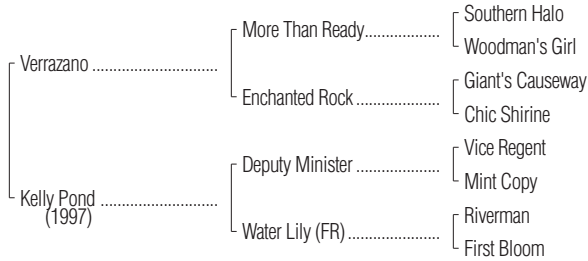 Southern Halo
More Than Ready....................
Woodman's Girl
Verrazano .................................
Giant's Causeway
Enchanted Rock .......................
Chic Shirine
Vice Regent
Deputy Minister ......................
Mint Copy
Kelly Pond ...............................
(1997)
Riverman
Water Lily (FR) ........................
First Bloom